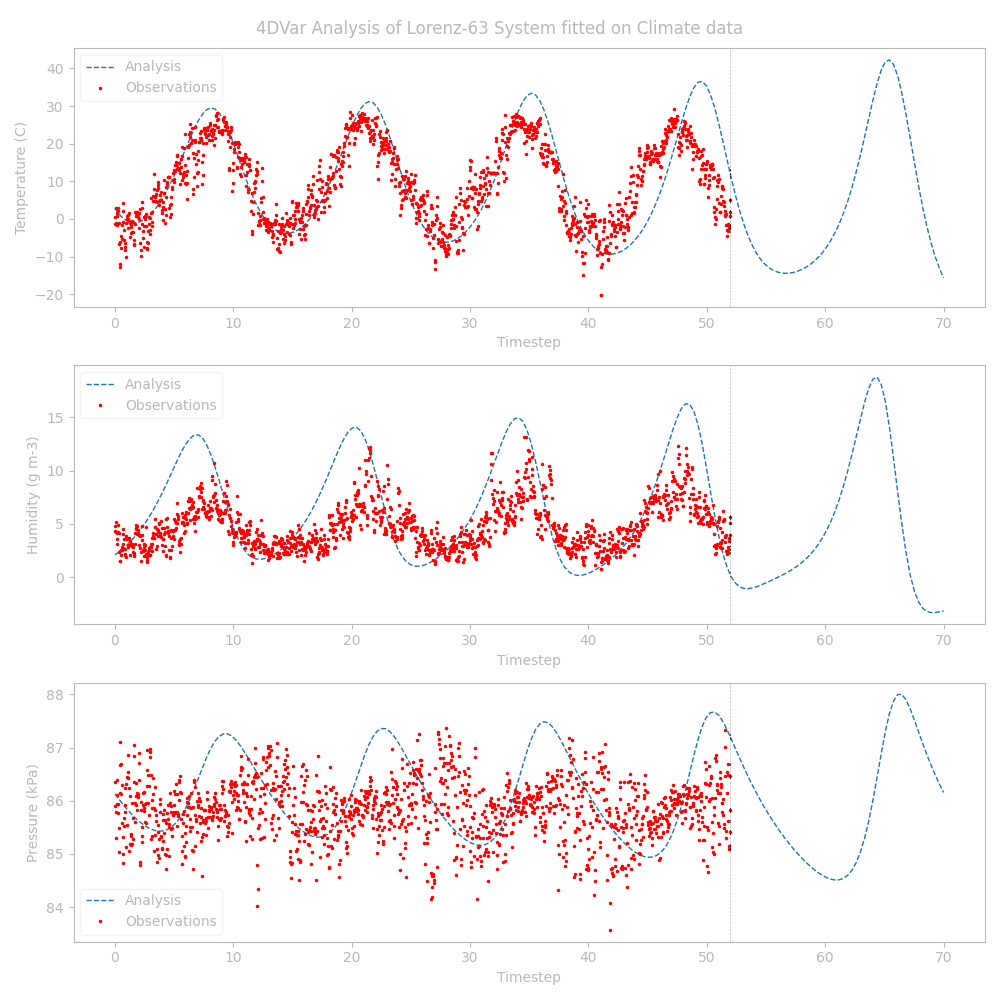 4DVar Analysis of Lorenz-63 System fitted on Climate data
Analysis
Observations
40
30
20
10
0
−10
−20
Temperature (C)
0 10 20 30 40 50 60 70
Timestep
Analysis
Observations
15
10
5
0
Humidity (g m-3)
0 10 20 30 40 50 60 70
Timestep
88
87
86
85
84
Pressure (kPa)
Analysis
Observations
0 10 20 30 40 50 60 70
Timestep